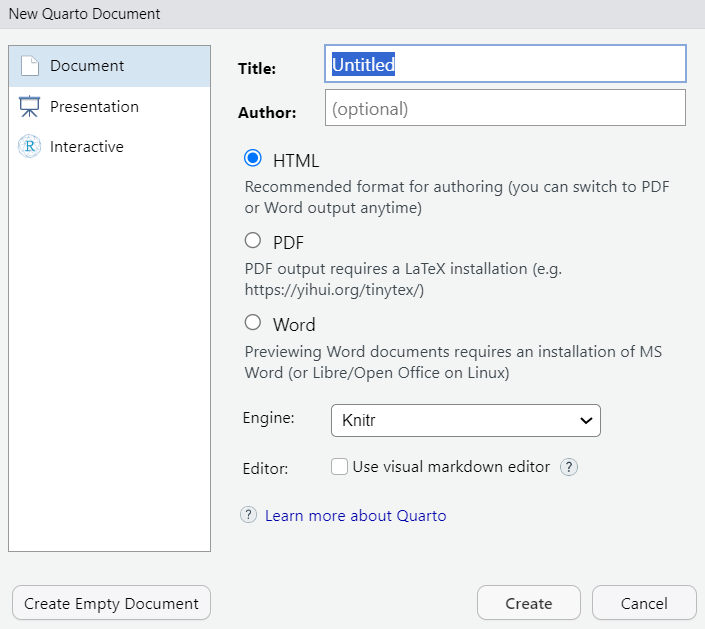 New Quarto Document
Document
Presentation
R Interactive
Title: Untitled
Author: (optional)
HTML
Recommended format for authoring (you can switch to PDF
or Word output anytime)
PDF
PDF output requires a LaTeX installation (e.g.
https://yihui.org/tinytex/)
Word
Previewing Word documents requires an installation of MS
Word (or Libre/Open Office on Linux)
Engine: Knitr
Editor: Use visual markdown editor ?
? Learn more about Quarto
Create Empty Document Create Cancel